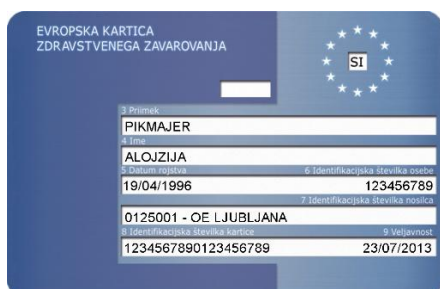 EVROPSKA KARTICA
ZDRAVSTVENEGA ZAVAROVANJA
SI
3 Priimek
PIKMAJER
4 Ime
ALOJZIJA
5 Datum rojstva 6 Identifikacijska številka osebe
19/04/1996 123456789
7 Identifikacijska številka nosilca
0125001 - OE LJUBLJANA
8 Identifikacijska številka kartice 9 Veljavnost
1234567890123456789 23/07/2013